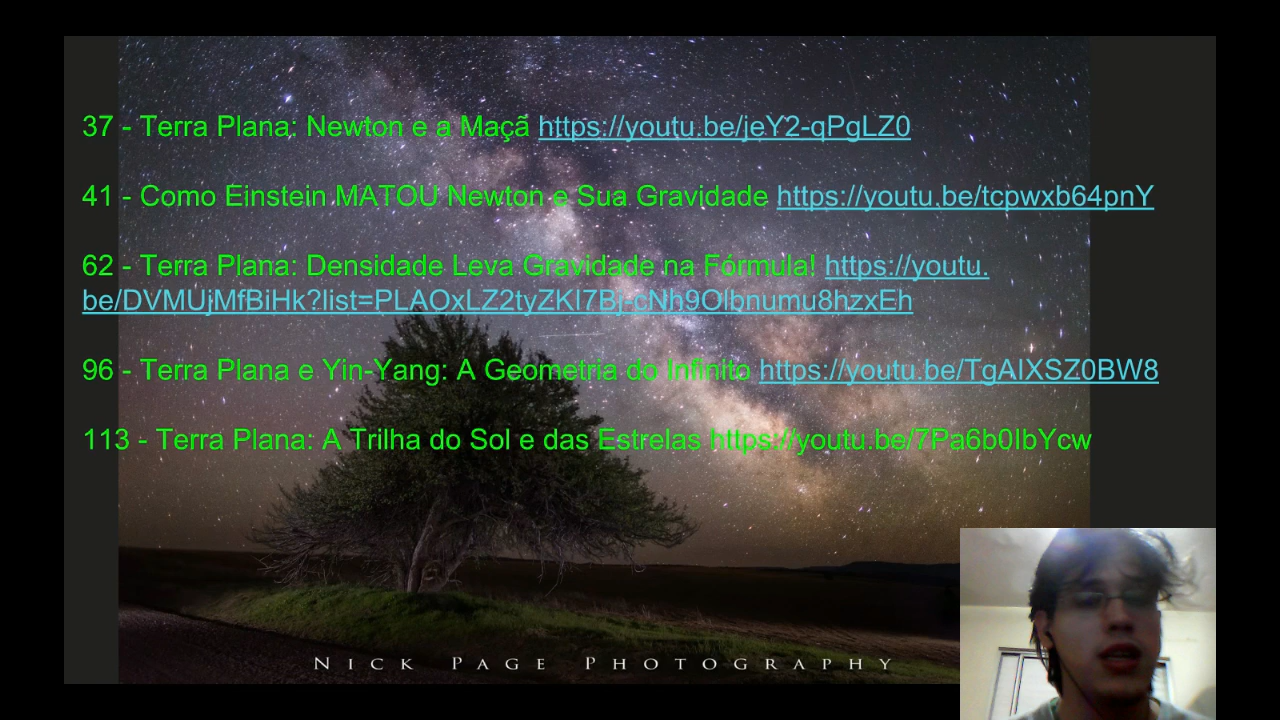 37 - Terra Plana: Newton e a Maçã https://youtu.be/jeY2-qPgLZ0
41 - Como Einstein MATOU Newton e Sua Gravidade https://youtu.be/tcpwxb64pnY
62 - Terra Plana: Densidade Leva Gravidade na Fórmula! https://youtu.
be/DVMUjMfBiHk?list=PLAOxLZ2tyZKl7Bj-cNh9Olbnumu8hzxEh
96 - Terra Plana e Yin-Yang: A Geometria do Infinito https://youtu.be/TgAIXSZ0BW8
113 - Terra Plana: A Trilha do Sol e das Estrelas https://youtu.be/7Pa6b0IbYcw
NICK PAGE PHOTOGRAPHY